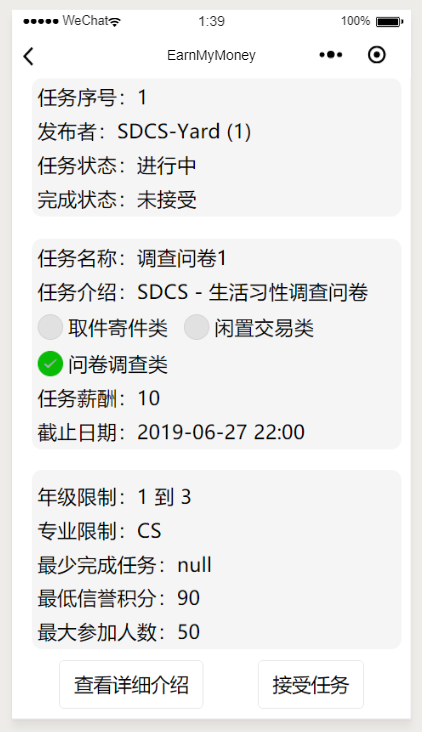 WeChat 1:39 100%
EarnMyMoney
任务序号：1
发布者：SDCS-Yard (1)
任务状态：进行中
完成状态：未接受
任务名称：调查问卷1
任务介绍：SDCS - 生活习性调查问卷
取件寄件类 闲置交易类
问卷调查类
任务薪酬：10
截止日期：2019-06-27 22:00
年级限制：1 到 3
专业限制：CS
最少完成任务：null
最低信誉积分：90
最大参加人数：50
查看详细介绍 接受任务